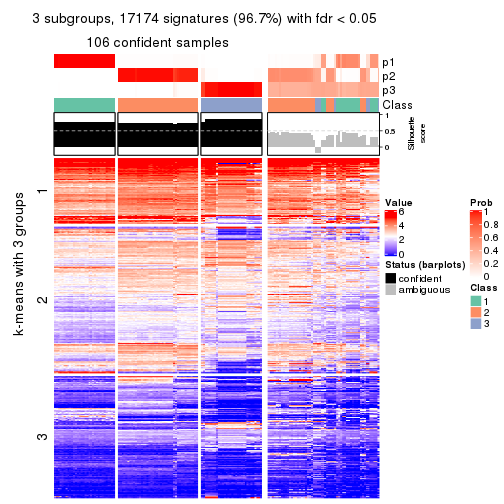 3 subgroups, 17174 signatures (96.7%) with fdr < 0.05
106 confident samples
p1
p2
p3
Class
1
0.5
0
Silhouette
score
k-means with 3 groups
1
2
3
Value
6
4
2
0
Status (barplots)
confident
ambiguous
Prob
1
0.8
0.6
0.4
0.2
0
Class
1
2
3